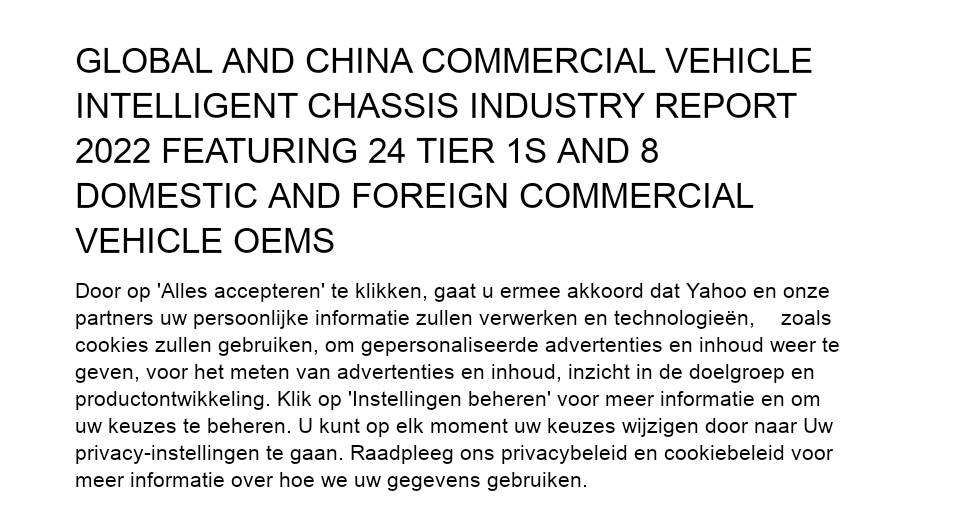 GLOBAL AND CHINA COMMERCIAL VEHICLE
INTELLIGENT CHASSIS INDUSTRY REPORT
2022 FEATURING 24 TIER 1S AND 8
DOMESTIC AND FOREIGN COMMERCIAL
VEHICLE OEMS
Door op 'Alles accepteren' te klikken, gaat u ermee akkoord dat Yahoo en onze
partners uw persoonlijke informatie zullen verwerken en technologieën, zoals
cookies zullen gebruiken, om gepersonaliseerde advertenties en inhoud weer te
geven, voor het meten van advertenties en inhoud, inzicht in de doelgroep en
productontwikkeling. Klik op 'Instellingen beheren' voor meer informatie en om
uw keuzes te beheren. U kunt op elk moment uw keuzes wijzigen door naar Uw
privacy-instellingen te gaan. Raadpleeg ons privacybeleid en cookiebeleid voor
meer informatie over hoe we uw gegevens gebruiken.